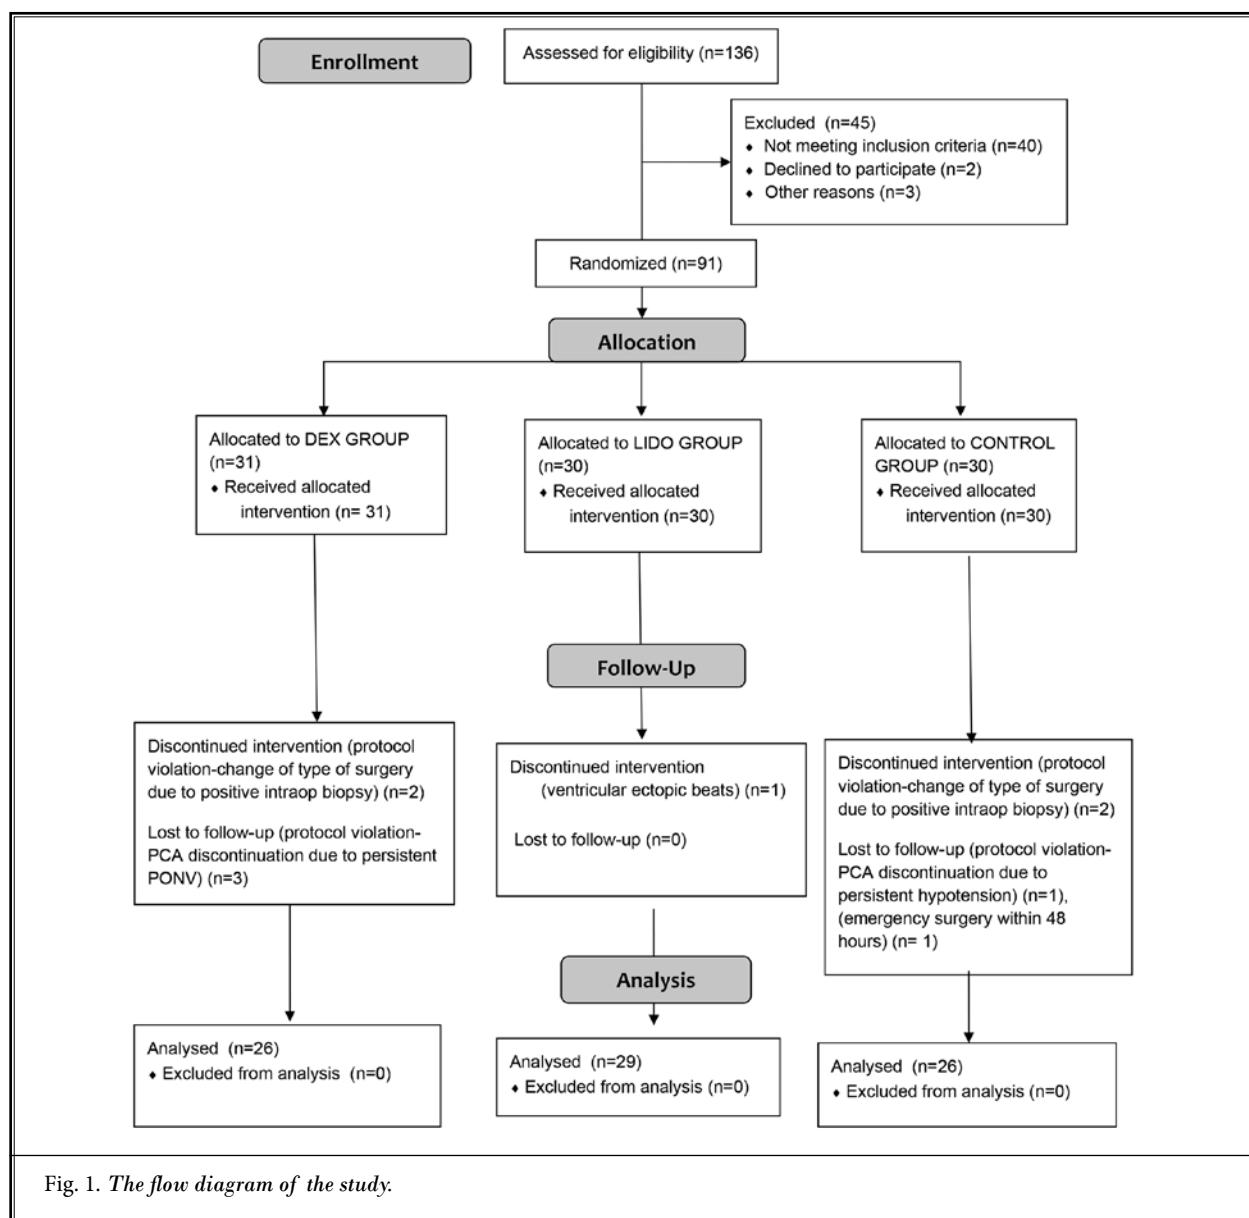 Enrollment
Assessed for eligibility (n=136)
Excluded (n=45)
♦ Not meeting inclusion criteria (n=40)
♦ Declined to participate (n=2)
♦ Other reasons (n=3)
Randomized (n=91)
Allocation
Allocated to DEX GROUP
(n=31)
♦ Received allocated
intervention (n= 31)
Allocated to LIDO GROUP
(n=30)
♦ Received allocated
intervention (n=30)
Allocated to CONTROL
GROUP (n=30)
♦ Received allocated
intervention (n=30)
Follow-Up
Discontinued intervention (protocol
violation-change of type of surgery
due to positive intraop biopsy) (n=2)
Lost to follow-up (protocol violation-
PCA discontinuation due to persistent
PONV) (n=3)
Discontinued intervention
(ventricular ectopic beats) (n=1)
Lost to follow-up (n=0)
Discontinued intervention (protocol
violation-change of type of surgery
due to positive intraop biopsy) (n=2)
Lost to follow-up (protocol violation-
PCA discontinuation due to
persistent hypotension) (n=1),
(emergency surgery within 48
hours) (n= 1)
Analysis
Analysed (n=26)
♦ Excluded from analysis (n=0)
Analysed (n=29)
♦ Excluded from analysis (n=0)
Analysed (n=26)
♦ Excluded from analysis (n=0)
Fig. 1. The flow diagram of the study.